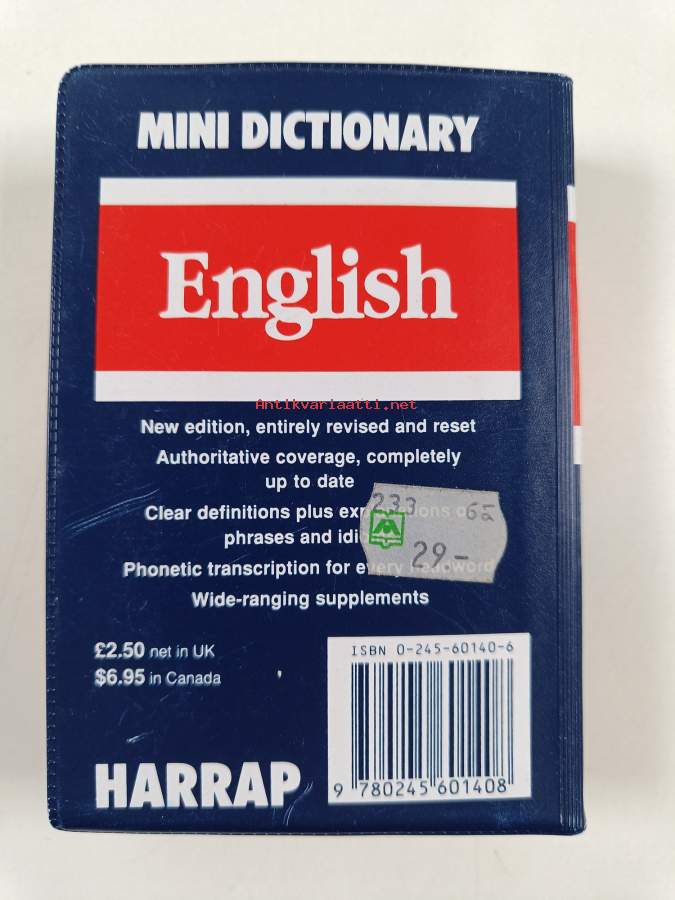 MINI DICTIONARY
English
Antikvariaatti.net
New edition, entirely revised and reset
Authoritative coverage, completely
up to date
Clear definitions plus
phrases and
Phonetic transcription for every headword
Wide-ranging supplements
233 65
29-
£2.50 net in UK
$6.95 in Canada
ISBN 0-245-60140-6
9 780245 601408
HARRAP